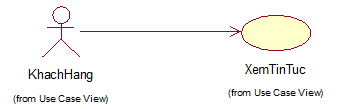 KhachHang
(from Use Case View)
XemTinTuc
(from Use Case View)